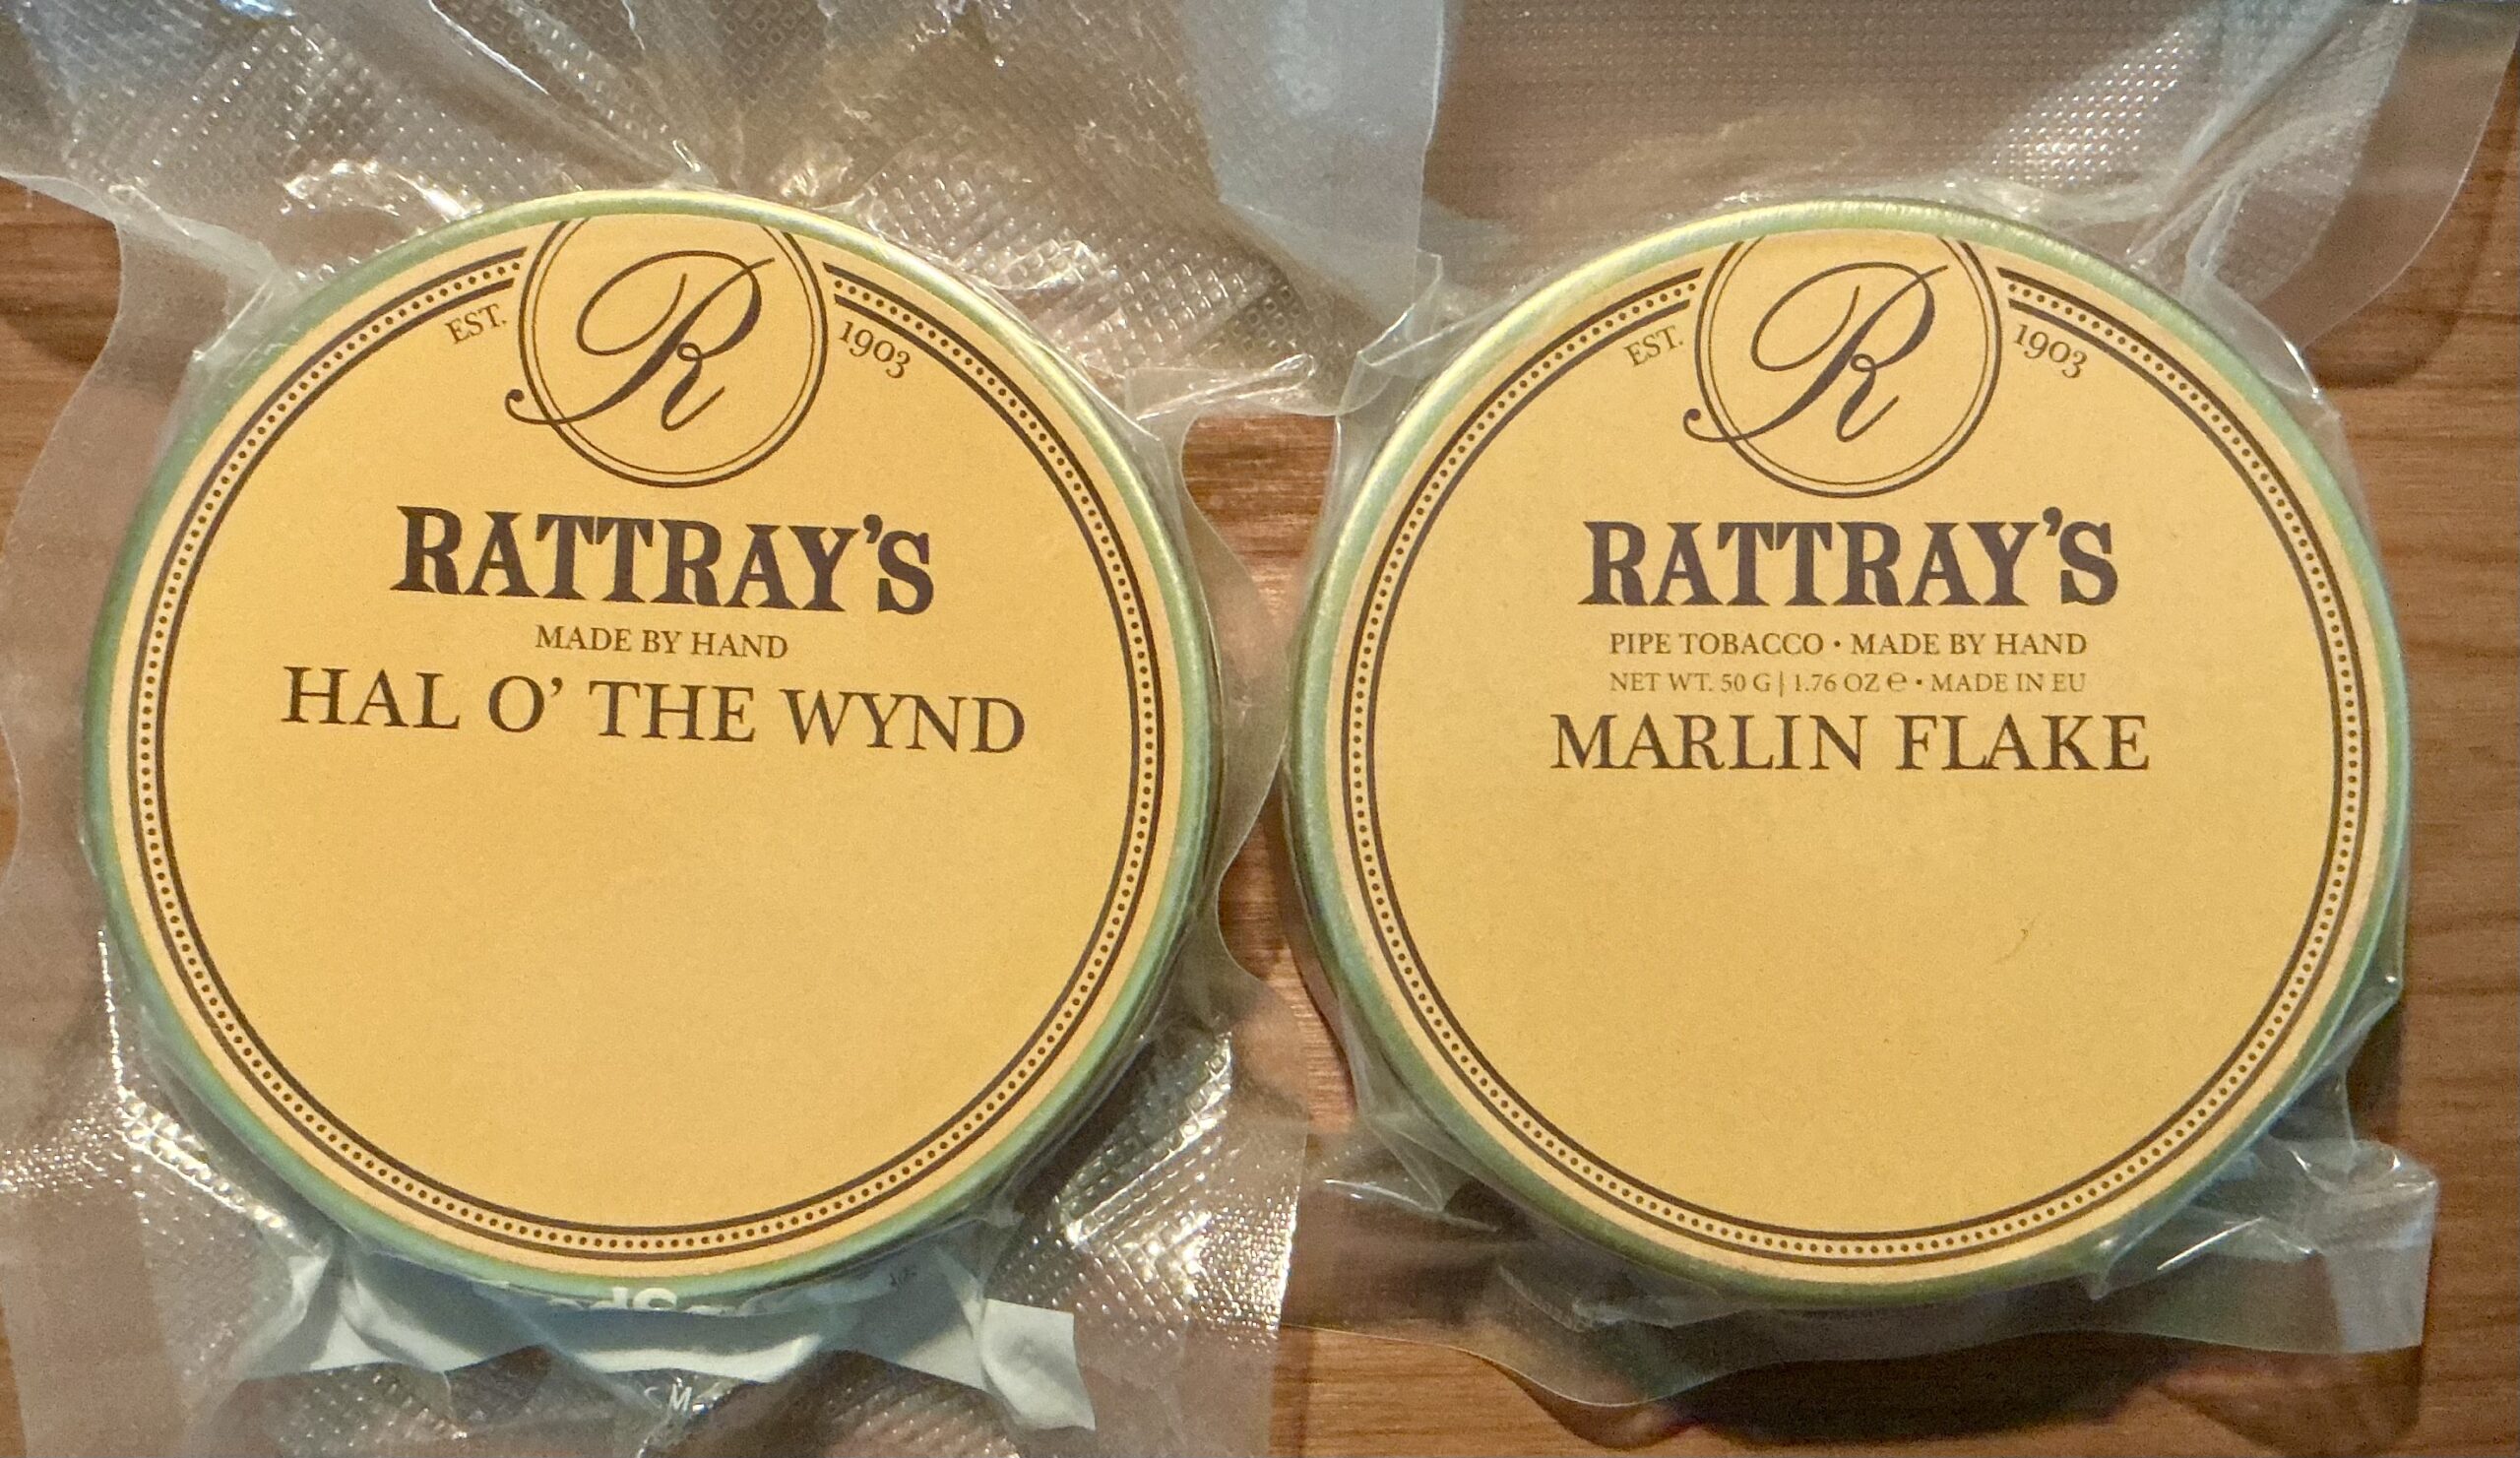 EST. R 1903
RATTRAY'S
MADE BY HAND
HAL O' THE WYND
EST. R 1903
RATTRAY'S
PIPE TOBACCO • MADE BY HAND
NET WT. 50 G | 1.76 OZ ℮ • MADE IN EU
MARLIN FLAKE